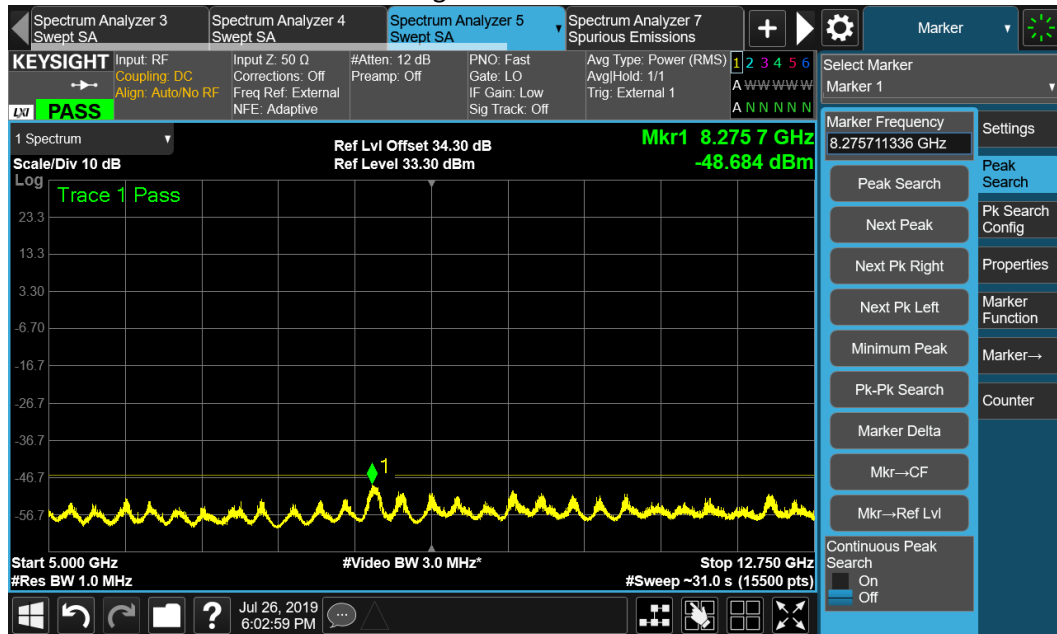 Spectrum Analyzer 3
Swept SA
Spectrum Analyzer 4
Swept SA
Spectrum Analyzer 5
Swept SA
Spectrum Analyzer 7
Spurious Emissions
Marker
KEYSIGHT
LXI PASS
Input: RF
Coupling: DC
Align: Auto/No RF
Input Z: 50 Ω
Corrections: Off
Freq Ref: External
NFE: Adaptive
#Atten: 12 dB
Preamp: Off
PNO: Fast
Gate: LO
IF Gain: Low
Sig Track: Off
Avg Type: Power (RMS)
Avg|Hold: 1/1
Trig: External 1
1 2 3 4 5 6
A W W W W W
A N N N N N
Select Marker
Marker 1
1 Spectrum
Scale/Div 10 dB
Log
Ref Lvl Offset 34.30 dB
Ref Level 33.30 dBm
Mkr1 8.275 7 GHz
-48.684 dBm
Trace 1 Pass
23.3
13.3
3.30
-6.70
-16.7
-26.7
-36.7
-46.7
-56.7
1
Start 5.000 GHz
#Res BW 1.0 MHz
#Video BW 3.0 MHz*
Stop 12.750 GHz
#Sweep ~31.0 s (15500 pts)
Marker Frequency
8.275711336 GHz
Peak Search
Next Peak
Next Pk Right
Next Pk Left
Minimum Peak
Pk-Pk Search
Marker Delta
Mkr→CF
Mkr→Ref Lvl
Continuous Peak
Search
On
Off
Settings
Peak
Search
Pk Search
Config
Properties
Marker
Function
Marker→
Counter
?
Jul 26, 2019
6:02:59 PM